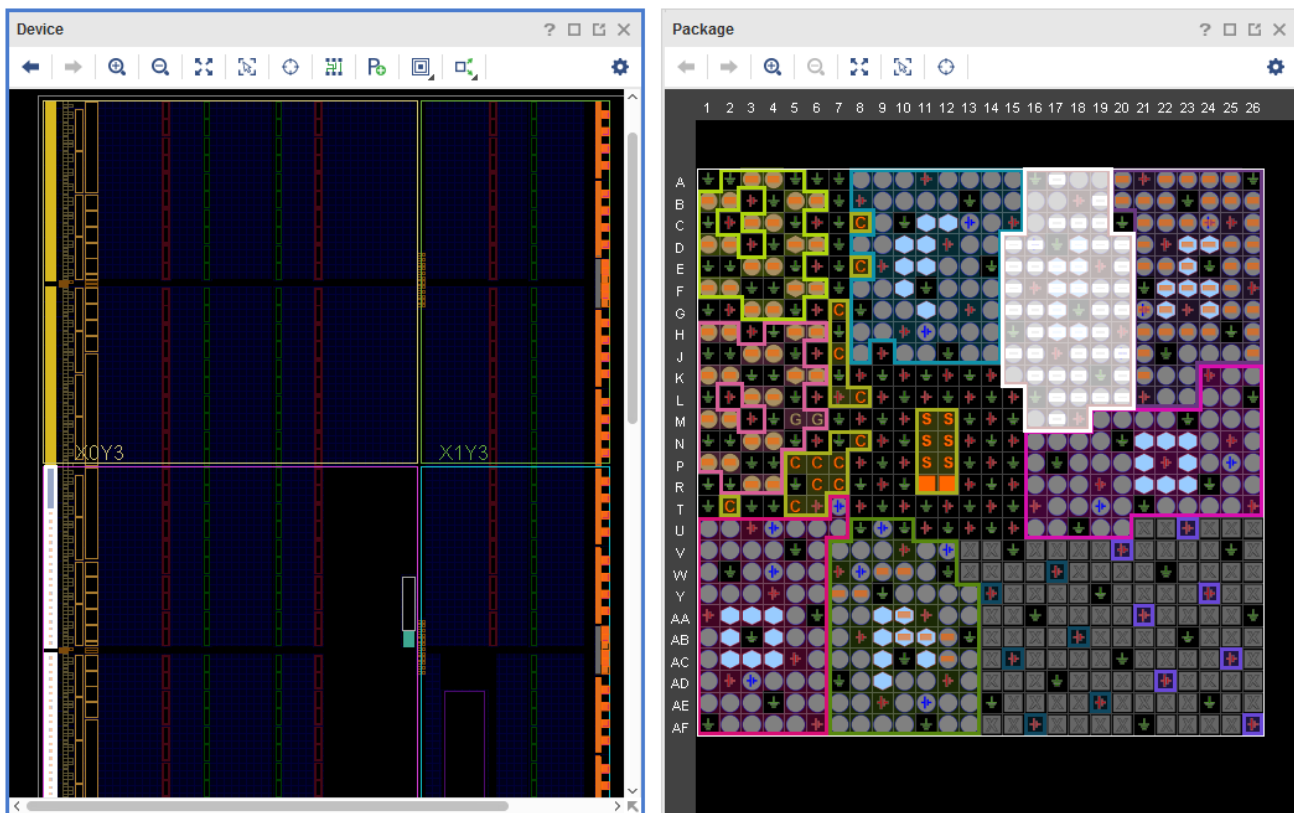 Device
?
Package
?
1 2 3 4 5 6 7 8 9 10 11 12 13 14 15 16 17 18 19 20 21 22 23 24 25 26
A
B
C C
D
E C
F
G C
H
J C
K
L C
M G G S S
N C S S
P C C C S S
R C C
T C C
U
V
W
Y
AA
AB
AC
AD
AE
AF
X0Y3 X1Y3